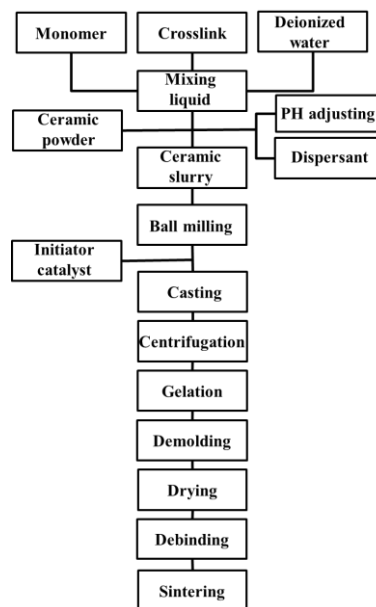 Monomer
Crosslink
Deionized
water
Mixing
liquid
Ceramic
powder
PH adjusting
Dispersant
Ceramic
slurry
Ball milling
Initiator
catalyst
Casting
Centrifugation
Gelation
Demolding
Drying
Debinding
Sintering